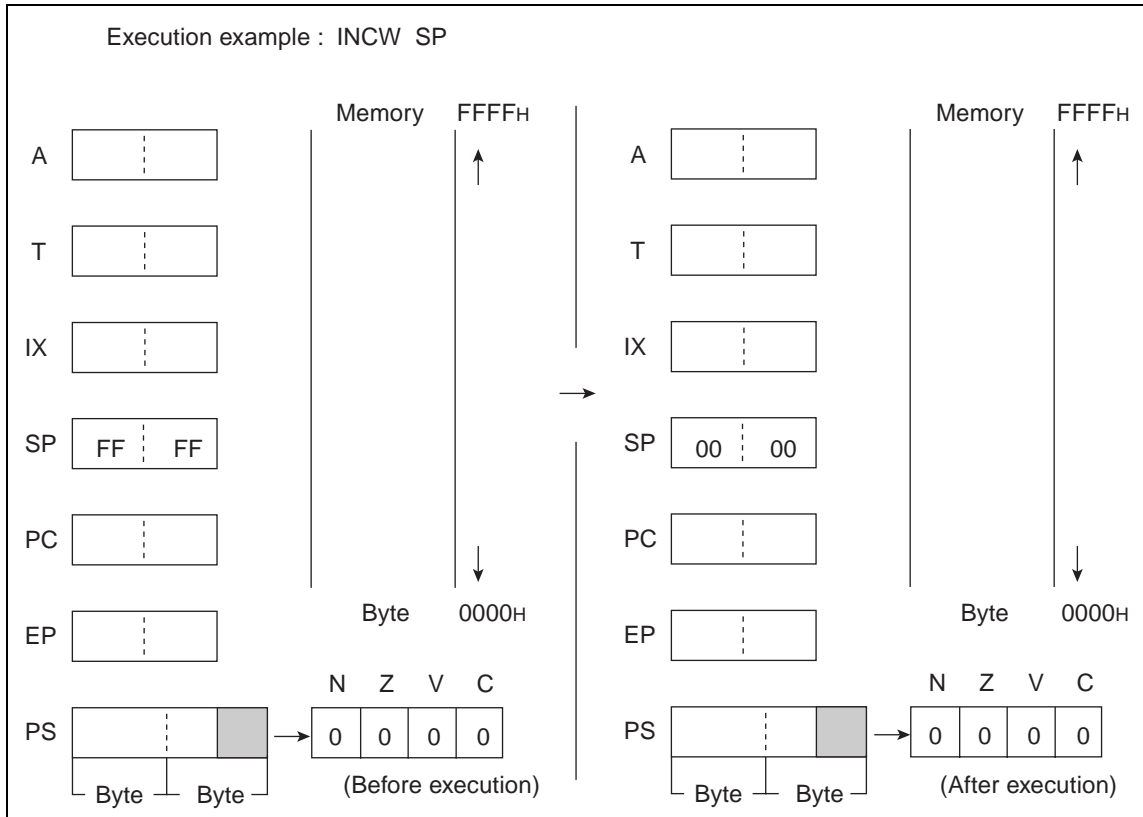 Execution example : INCW SP
Memory FFFFH
A
T
IX
SP FF FF
PC
EP
Byte 0000H
N Z V C
PS 0 0 0 0
Byte Byte
(Before execution)
Memory FFFFH
A
T
IX
SP 00 00
PC
EP
Byte 0000H
N Z V C
PS 0 0 0 0
Byte Byte
(After execution)